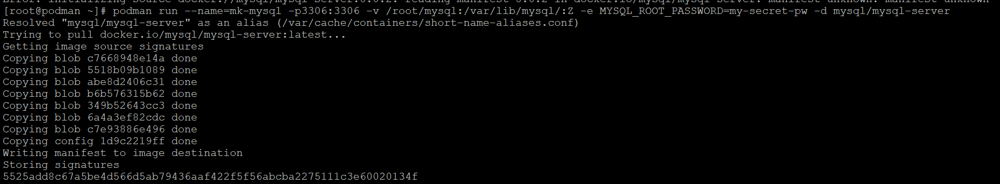 [root@podman ~]# podman run --name=mk-mysql -p3306:3306 -v /root/mysql:/var/lib/mysql/:Z -e MYSQL_ROOT_PASSWORD=my-secret-pw -d mysql/mysql-server
Resolved "mysql/mysql-server" as an alias (/var/cache/containers/short-name-aliases.conf)
Trying to pull docker.io/mysql/mysql-server:latest...
Getting image source signatures
Copying blob c7668948e14a done
Copying blob 5518b09b1089 done
Copying blob abe8d2406c31 done
Copying blob b6b576315b62 done
Copying blob 349b52643cc3 done
Copying blob 6a4a3ef82cdc done
Copying blob c7e93886e496 done
Copying config 1d9c2219ff done
Writing manifest to image destination
Storing signatures
5525add8c67a5be4d566d5ab79436aaf422f5f56abcba2275111c3e60020134f